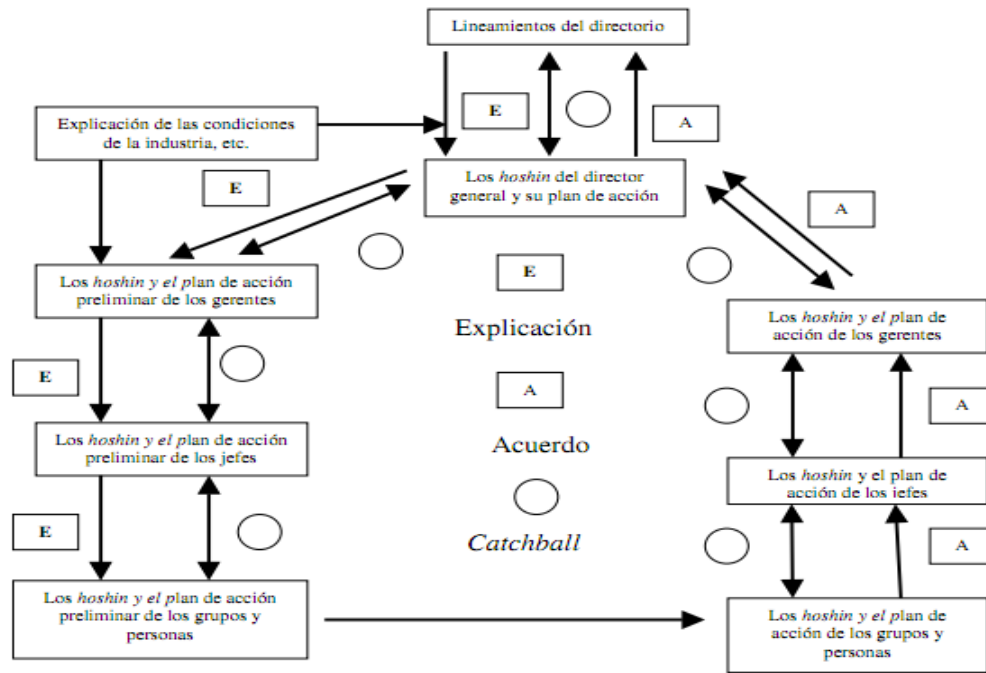 Lineamientos del directorio
E
A
Explicación de las condiciones
de la industria, etc.
E
Los hoshin del director
general y su plan de acción
A
Los hoshin y el plan de acción
preliminar de los gerentes
E
Explicación
Los hoshin y el plan de
acción de los gerentes
E
A
Acuerdo
A
Los hoshin y el plan de acción
preliminar de los jefes
Los hoshin y el plan de
acción de los iefes
E
Catchball
A
Los hoshin y el plan de acción
preliminar de los grupos y
personas
Los hoshin y el plan de
acción de los grupos y
personas